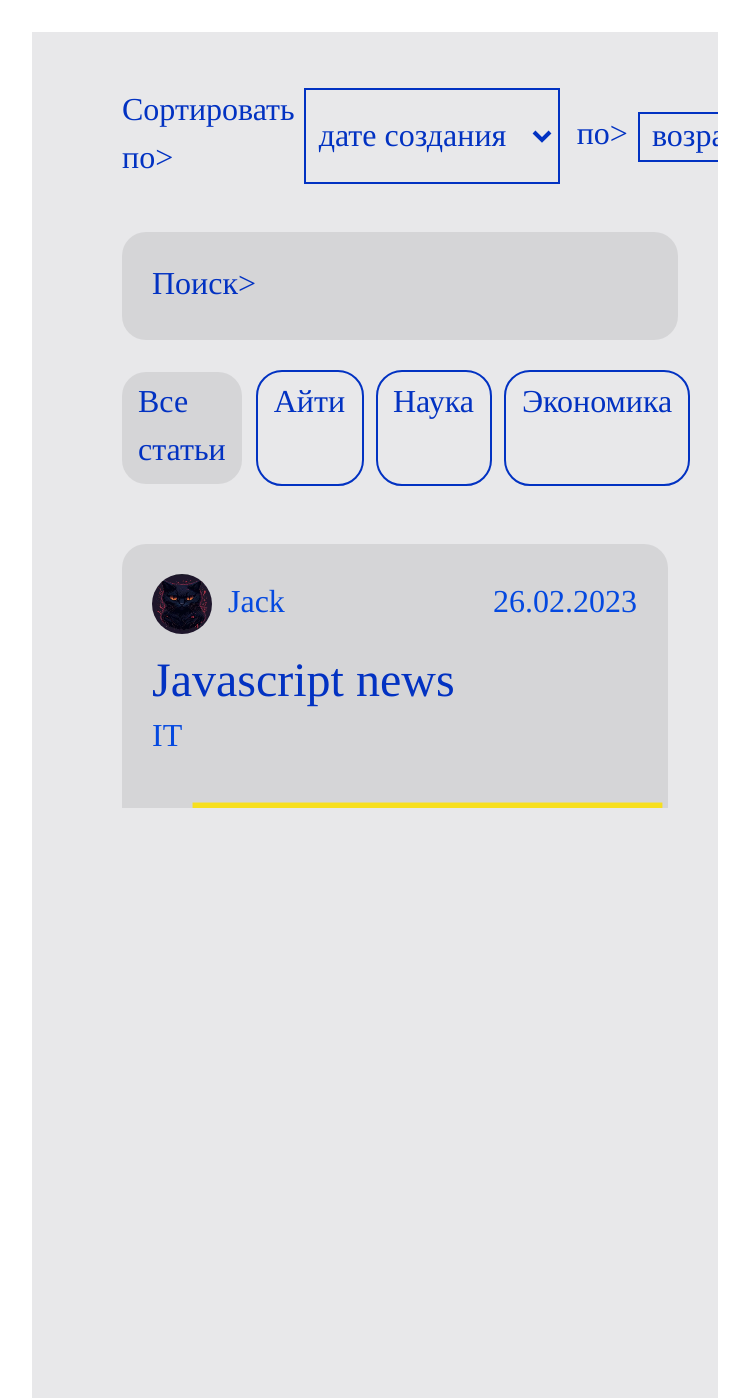 Сортировать по>
дате создания
по>
возра
Поиск>
Все статьи
Айти
Наука
Экономика
Jack
26.02.2023
Javascript news
IT